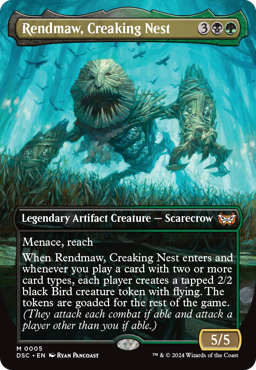 Rendmaw, Creaking Nest 3
Legendary Artifact Creature — Scarecrow
Menace, reach
When Rendmaw, Creaking Nest enters and
whenever you play a card with two or more
card types, each player creates a tapped 2/2
black Bird creature token with flying. The
tokens are goaded for the rest of the game.
(They attack each combat if able and attack a
player other than you if able.)
5/5
M 0005
DSC • EN RYAN PANCOAST
™ & © 2024 Wizards of the Coast